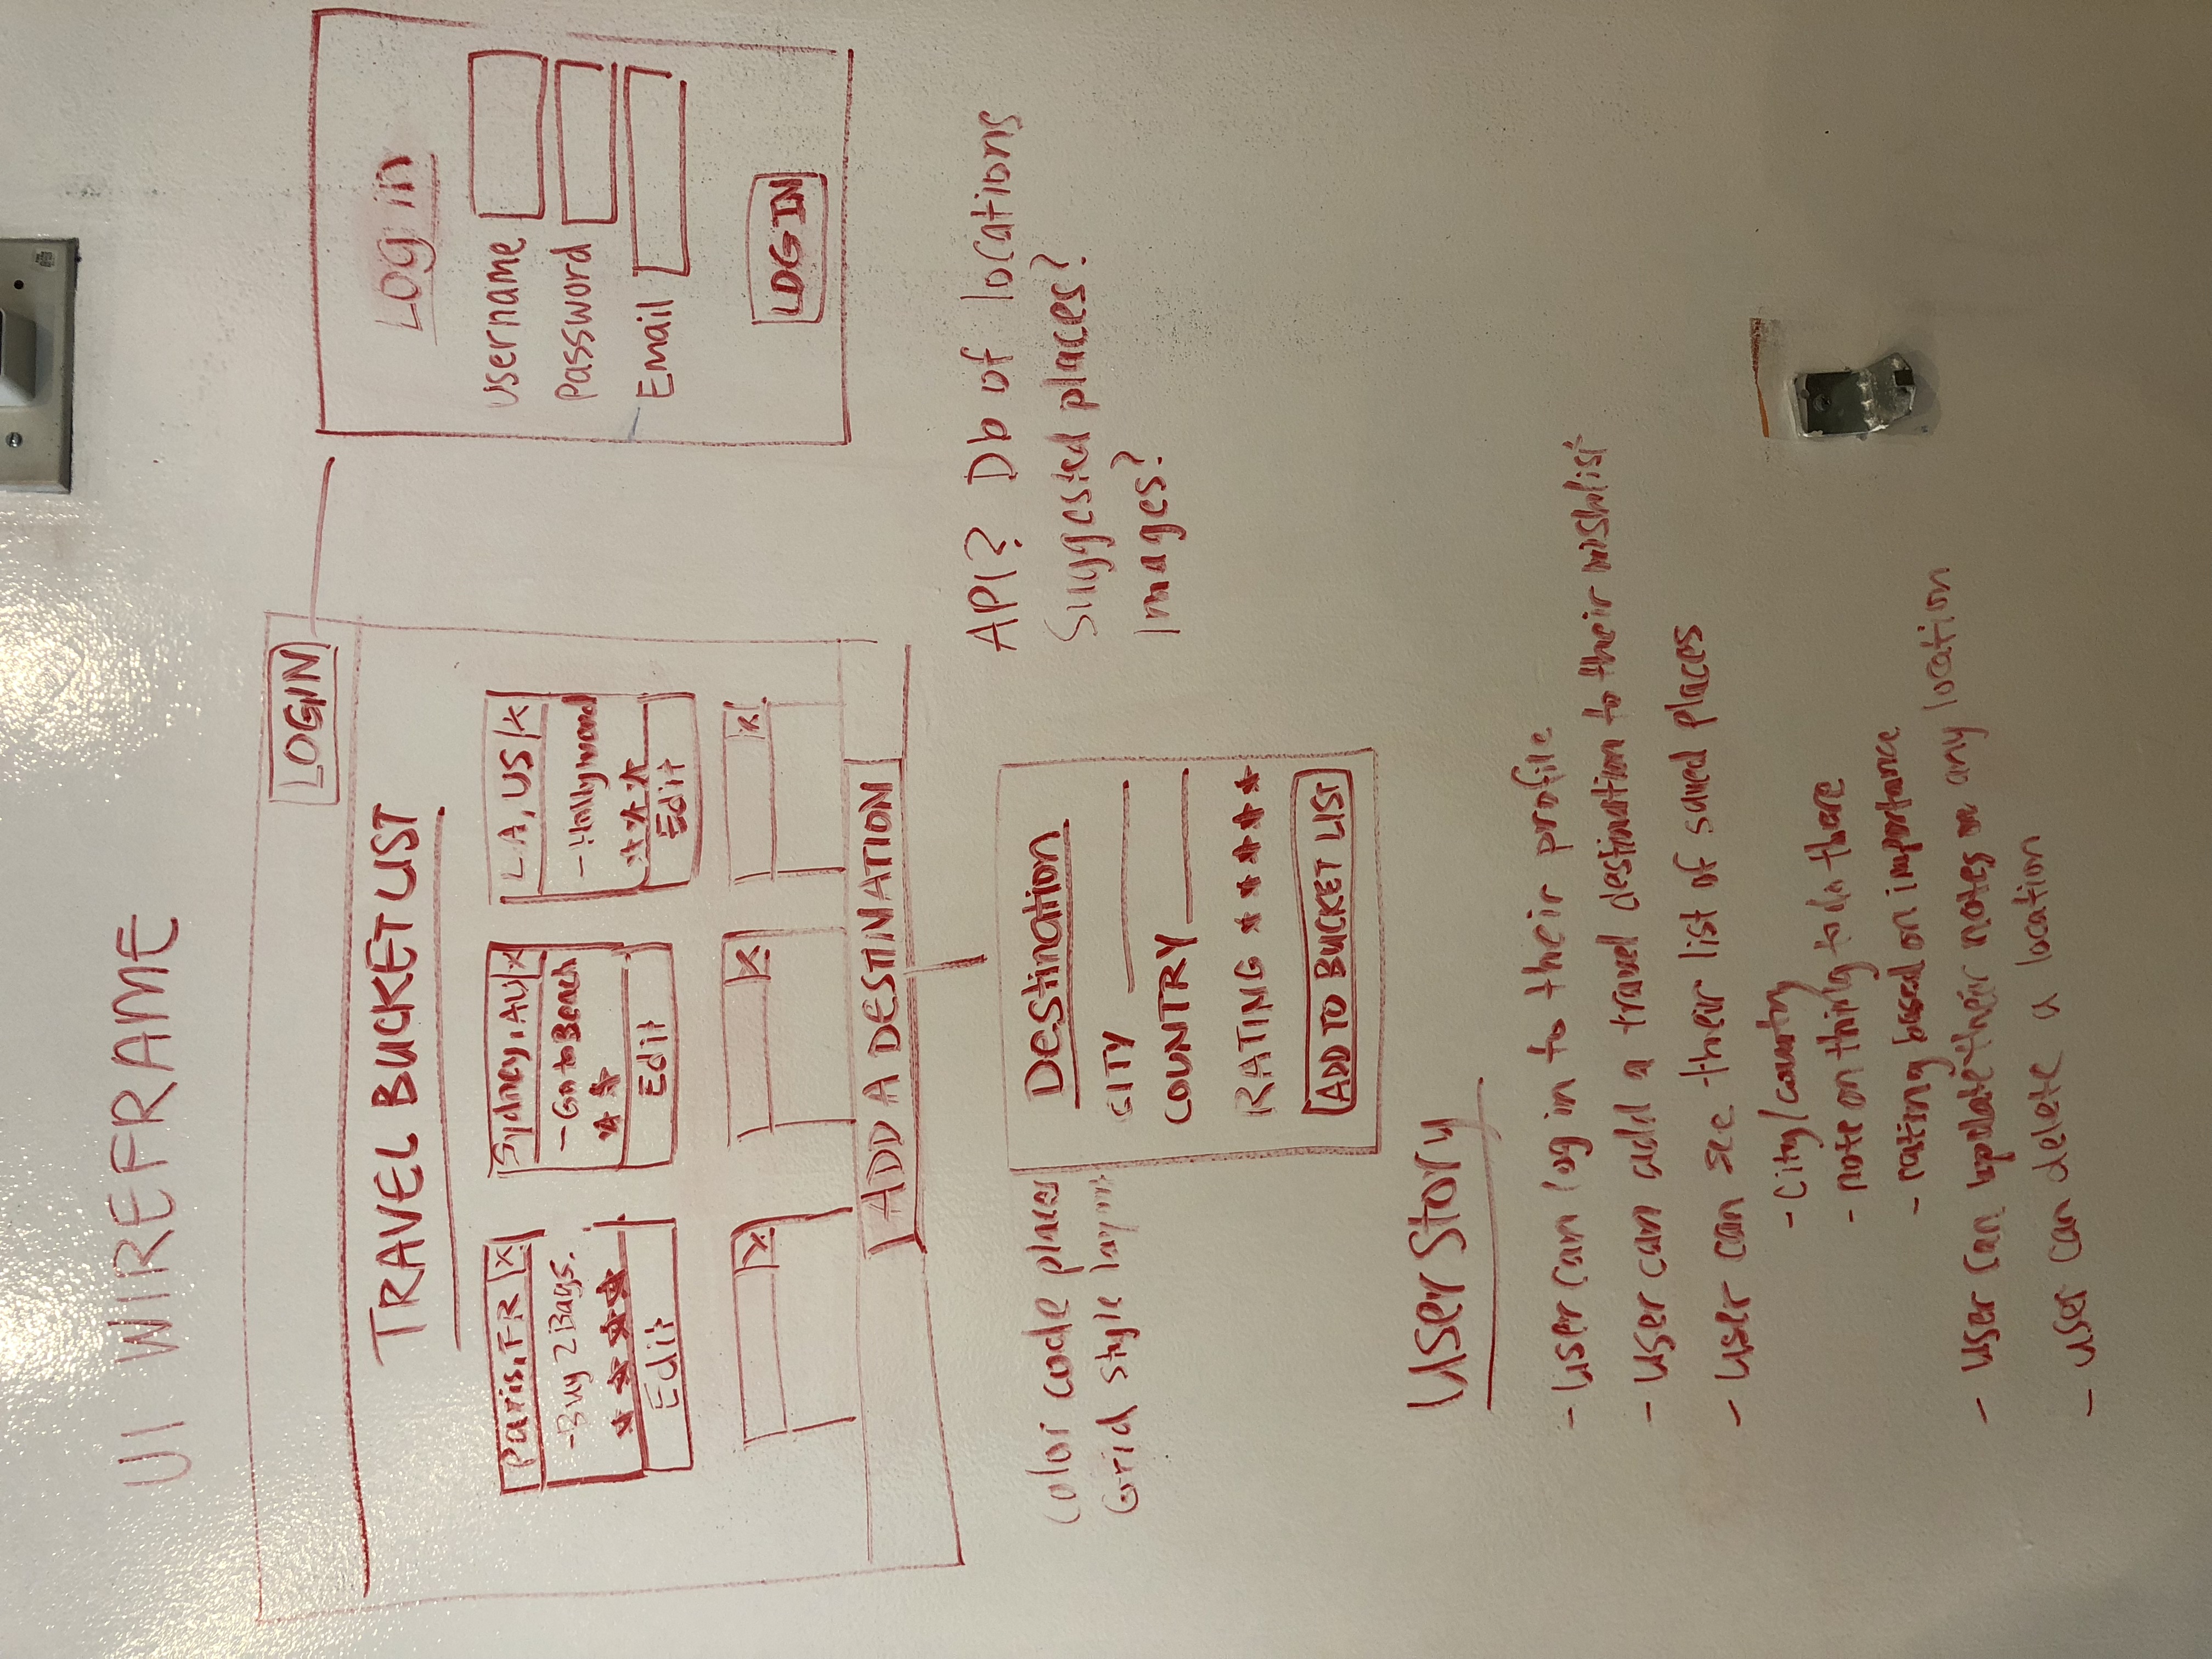 UI WIREFRAME
LOGIN
TRAVEL BUCKET LIST
Paris, FR X
-Buy 2 Bags.
★ ★ ★ ★
Edit
Sydney, AU X
- Go to Beach
★ ★
Edit
LA, US X
- Hollywood
★ ★ ★
Edit
X
X
X
ADD A DESTINATION
Log in
Username
Password
Email
LOG IN
Color code places
Grid style layout
Destination
CITY
COUNTRY
RATING ★ ★ ★ ★ ★
ADD TO BUCKET LIST
API? Db of locations
Suggested places?
Images?
User Story
- User can log in to their profile
- User can add a travel destination to their wishlist
- User can see their list of saved places
- City/country
- note on thing to do there
- rating based on importance
- User can update their notes on any location
- user can delete a location